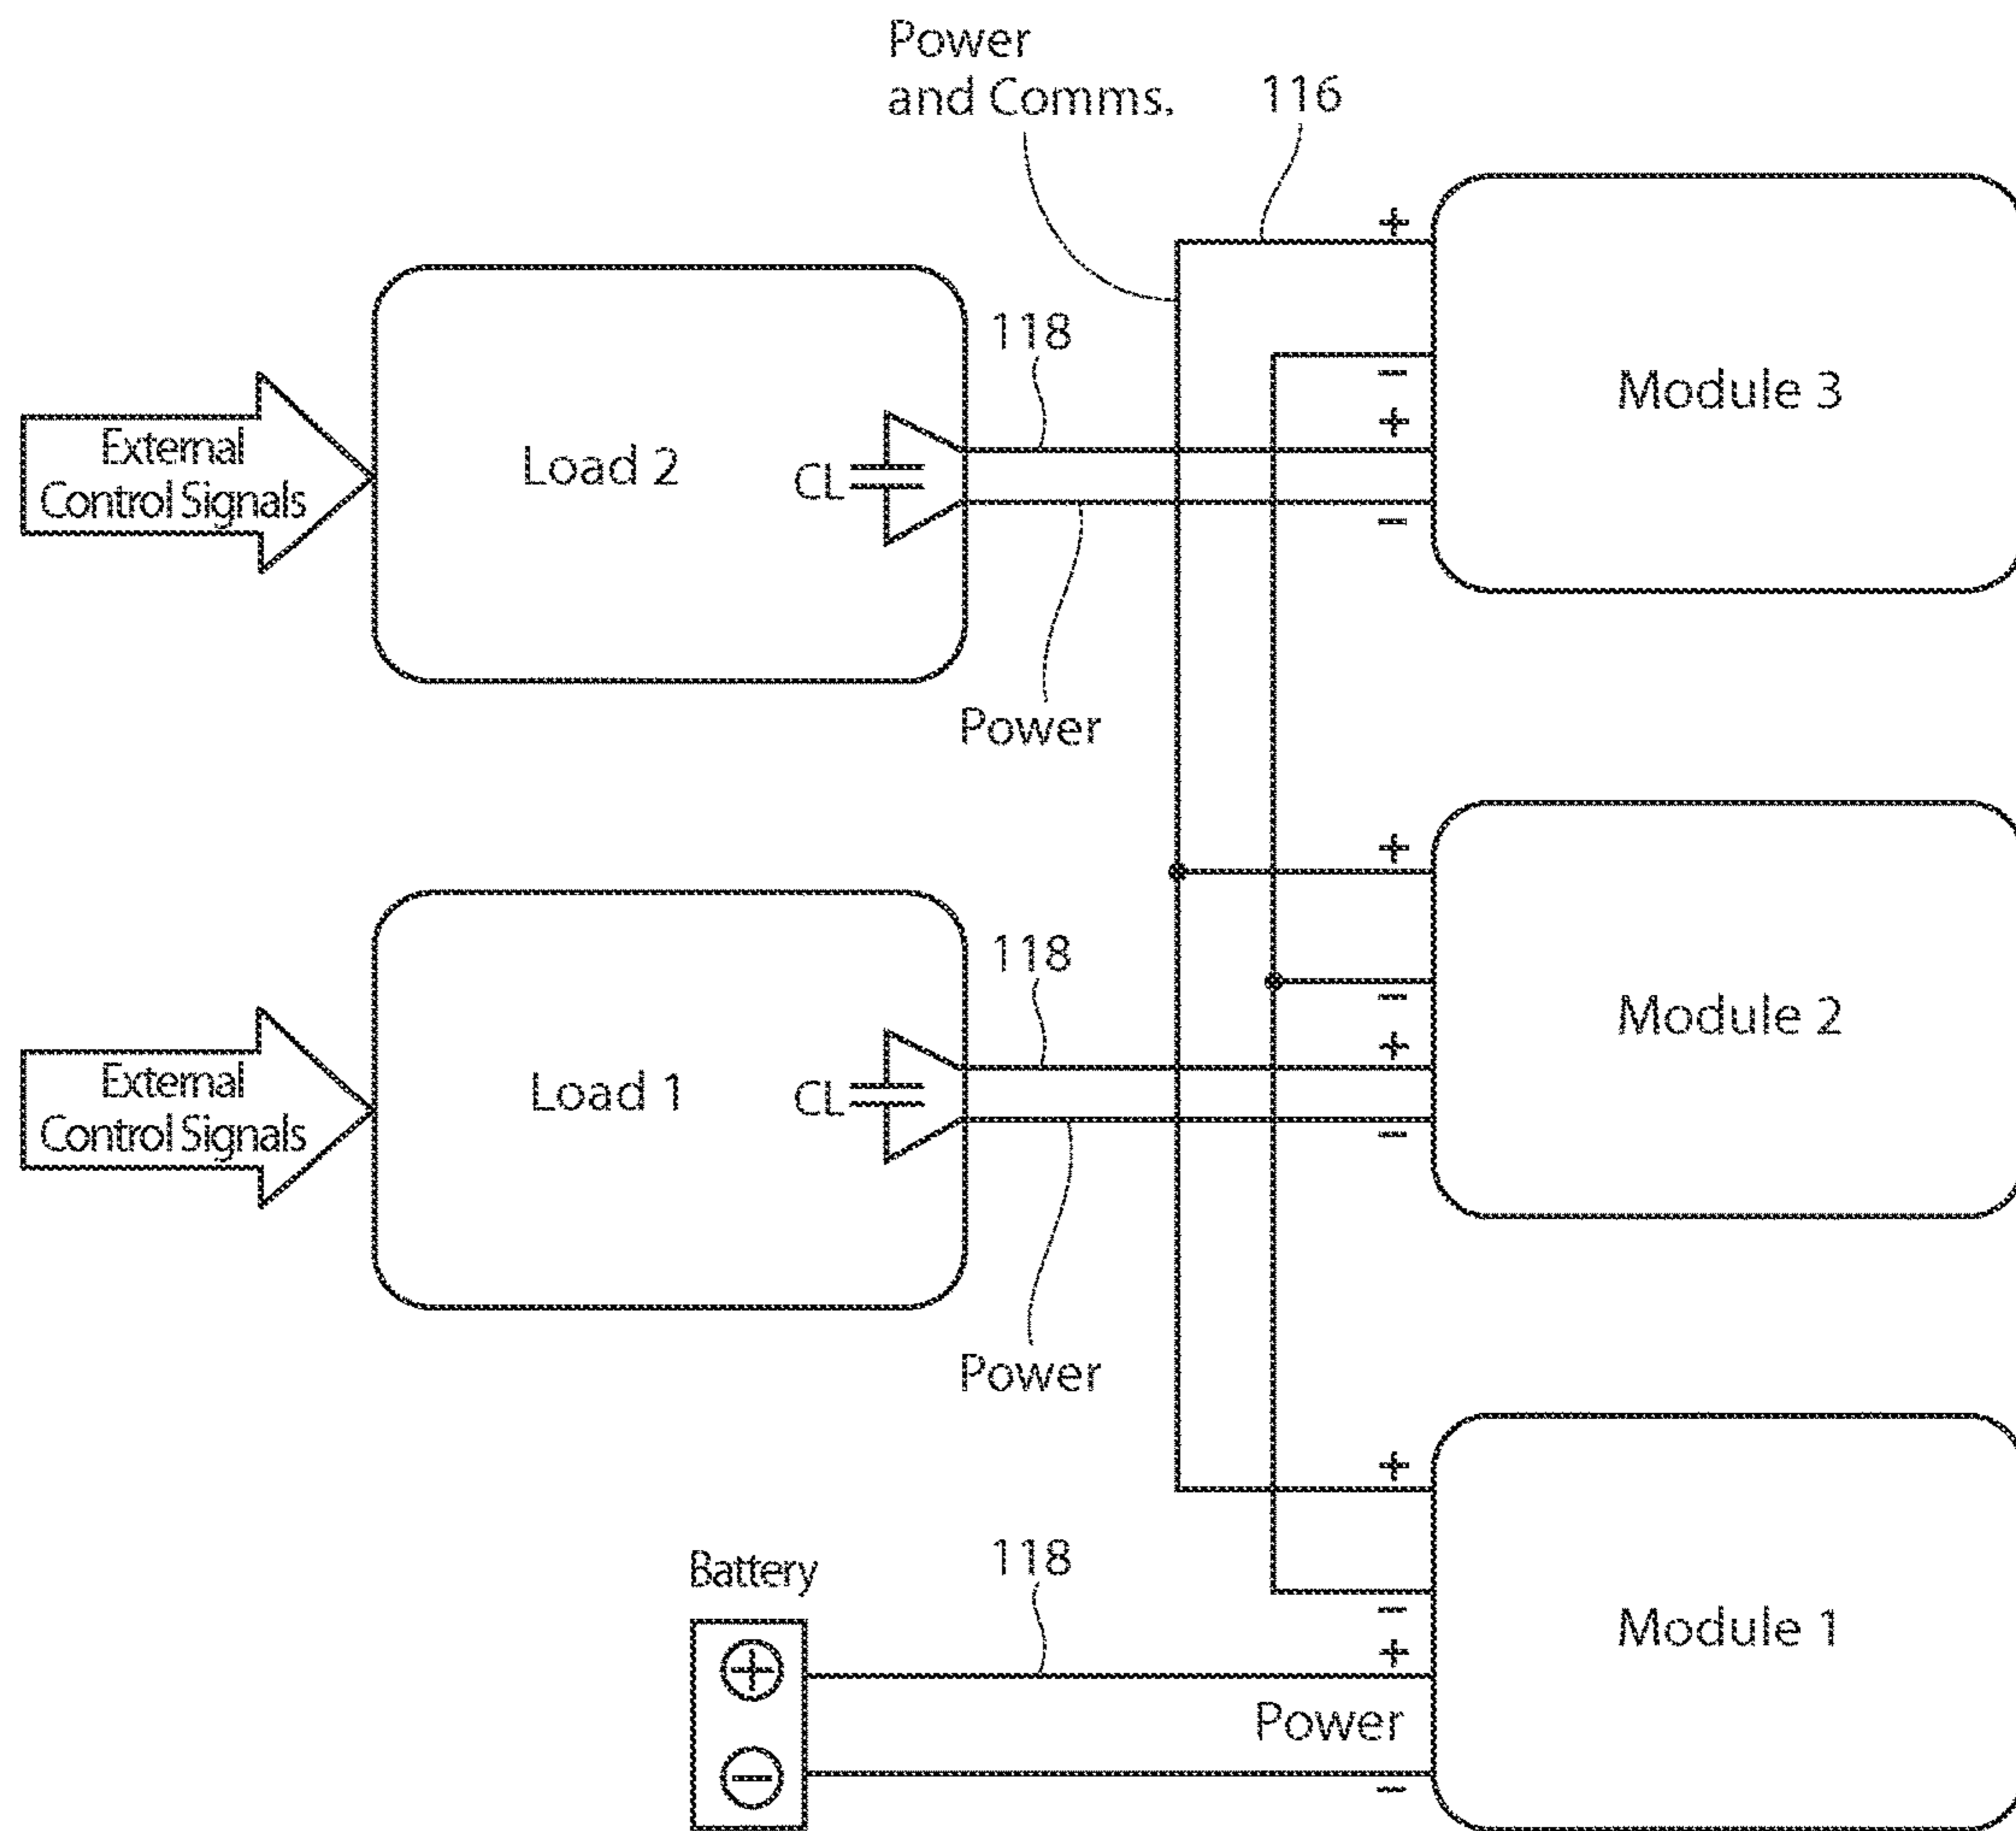 Power
and Comms.
116
+
118
−
Module 3
+
External
Control Signals
Load 2
CL
−
Power
+
118
−
Module 2
+
External
Control Signals
Load 1
CL
−
Power
+
Battery
118
−
Module 1
+
+
Power
−
−